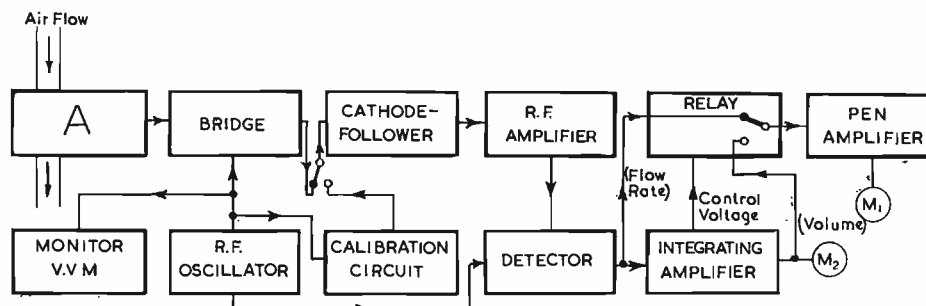 Air Flow
A
BRIDGE
CATHODE-
FOLLOWER
R.F.
AMPLIFIER
RELAY
PEN
AMPLIFIER
(Flow
Rate)
Control
Voltage
(Volume)
M1
MONITOR
V.V.M
R.F.
OSCILLATOR
CALIBRATION
CIRCUIT
DETECTOR
INTEGRATING
AMPLIFIER
M2